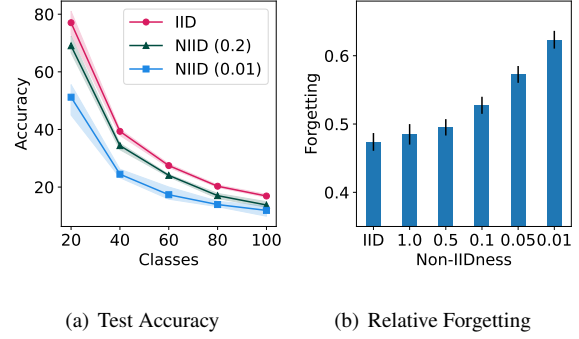 80
60
40
20
Accuracy
IID
NIID (0.2)
NIID (0.01)
20 40 60 80 100
Classes
0.6
0.5
0.4
Forgetting
IID 1.0 0.5 0.1 0.05 0.01
Non-IIDness
(a) Test Accuracy
(b) Relative Forgetting